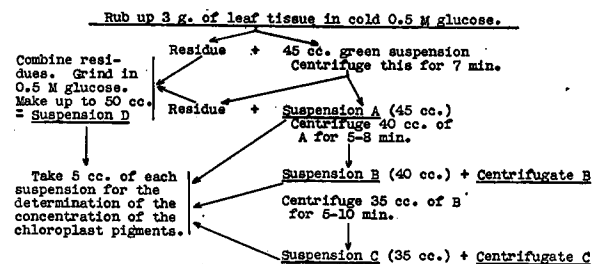 Rub up 3 g. of leaf tissue in cold 0.5 M glucose.
Residue + 45 cc. green suspension
Centrifuge this for 7 min.
Combine resi-
dues. Grind in
0.5 M glucose.
Make up to 50 cc.
= Suspension D
Residue + Suspension A (45 cc.)
Centrifuge 40 cc. of
A for 5-8 min.
Take 5 cc. of each
suspension for the
determination of the
concentration of the
chloroplast pigments.
Suspension B (40 cc.) + Centrifugate B
Centrifuge 35 cc. of B
for 5-10 min.
Suspension C (35 cc.) + Centrifugate C